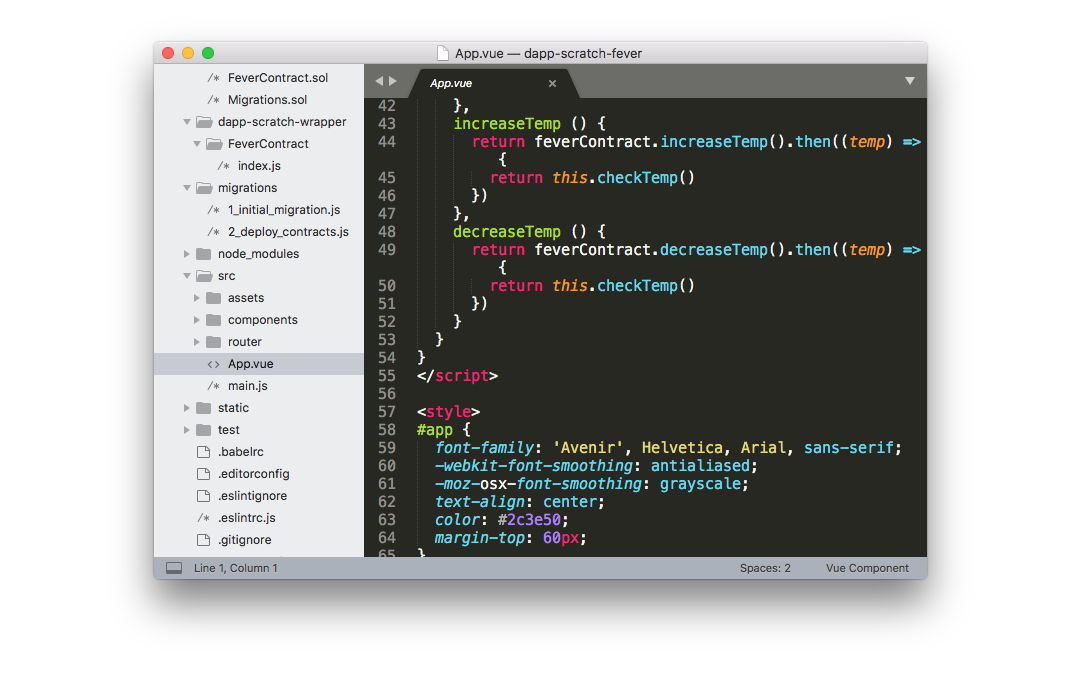 App.vue — dapp-scratch-fever
/* FeverContract.sol
/* Migrations.sol
dapp-scratch-wrapper
FeverContract
/* index.js
migrations
/* 1_initial_migration.js
/* 2_deploy_contracts.js
node_modules
src
assets
components
router
<> App.vue
/* main.js
static
test
.babelrc
.editorconfig
.eslintignore
/* .eslintrc.js
.gitignore
App.vue ×
42 },
43 increaseTemp () {
44 return feverContract.increaseTemp().then((temp) =>
{
45 return this.checkTemp()
46 })
47 },
48 decreaseTemp () {
49 return feverContract.decreaseTemp().then((temp) =>
{
50 return this.checkTemp()
51 })
52 }
53 }
54 }
55 </script>
56
57 <style>
58 #app {
59 font-family: 'Avenir', Helvetica, Arial, sans-serif;
60 -webkit-font-smoothing: antialiased;
61 -moz-osx-font-smoothing: grayscale;
62 text-align: center;
63 color: #2c3e50;
64 margin-top: 60px;
65 }
Line 1, Column 1
Spaces: 2
Vue Component